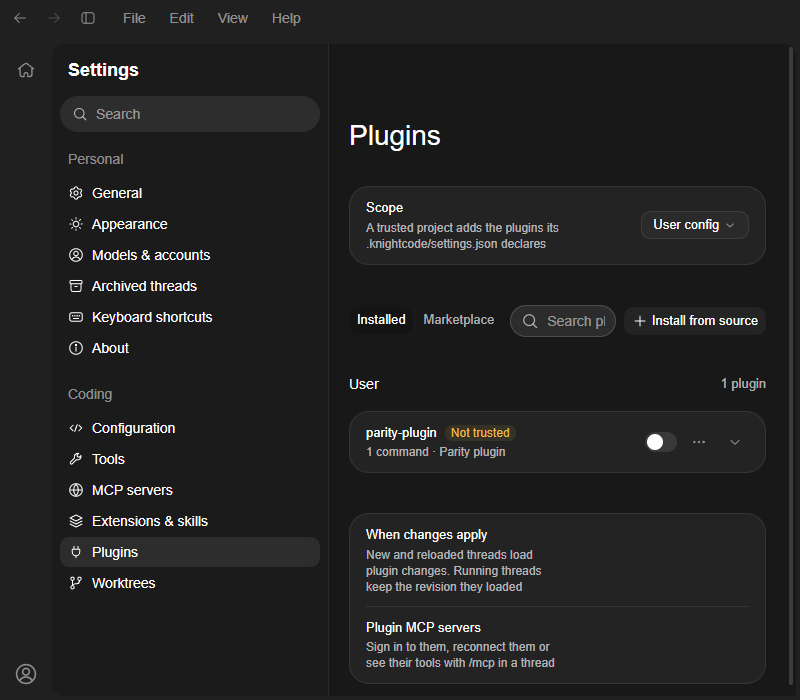 File Edit View Help
Settings
Search
Personal
General
Appearance
Models & accounts
Archived threads
Keyboard shortcuts
About
Coding
Configuration
Tools
MCP servers
Extensions & skills
Plugins
Worktrees
Plugins
Scope
A trusted project adds the plugins its
.knightcode/settings.json declares
User config
Installed Marketplace Search pl Install from source
User 1 plugin
parity-plugin Not trusted
1 command · Parity plugin
When changes apply
New and reloaded threads load
plugin changes. Running threads
keep the revision they loaded
Plugin MCP servers
Sign in to them, reconnect them or
see their tools with /mcp in a thread